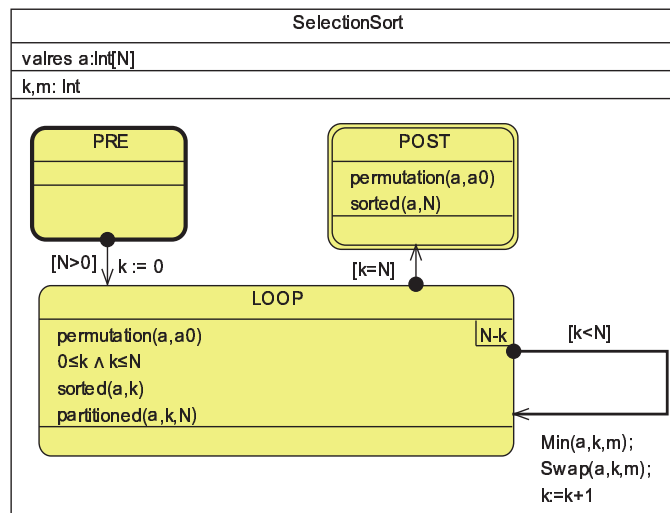 SelectionSort
valres a:Int[N]
k,m: Int
PRE
POST
permutation(a,a0)
sorted(a,N)
[N>0]
k := 0
[k=N]
LOOP
permutation(a,a0)
0≤k ∧ k≤N
sorted(a,k)
partitioned(a,k,N)
N-k
[k<N]
Min(a,k,m);
Swap(a,k,m);
k:=k+1